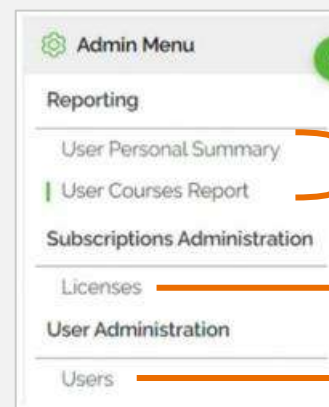 Admin Menu
Reporting
User Personal Summary
User Courses Report
Subscriptions Administration
Licenses
User Administration
Users